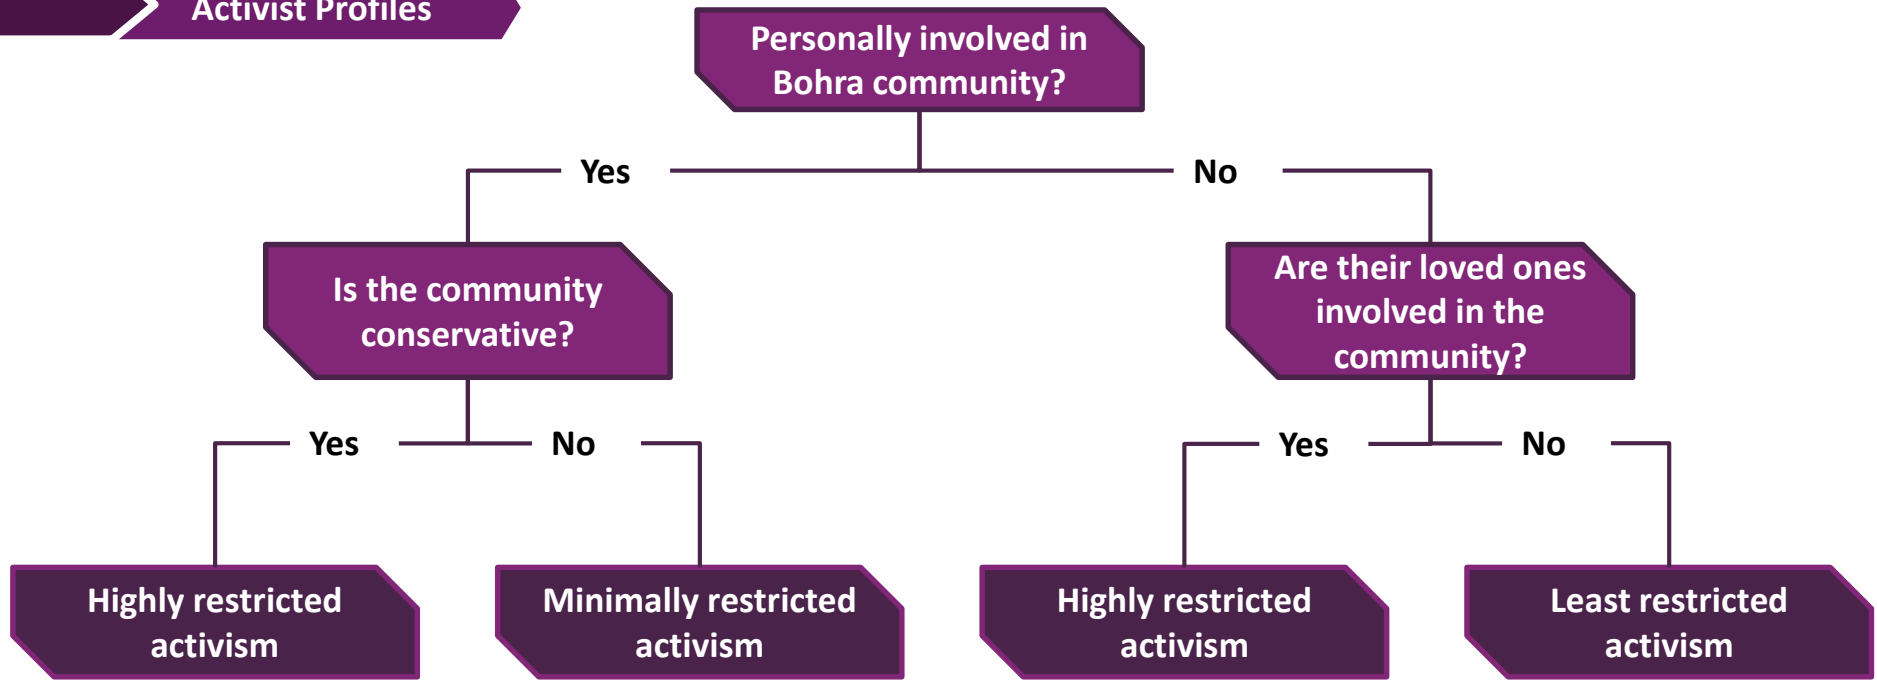 Activist Profiles
Personally involved in
Bohra community?
Yes
No
Is the community
conservative?
Are their loved ones
involved in the
community?
Yes
No
Yes
No
Highly restricted
activism
Minimally restricted
activism
Highly restricted
activism
Least restricted
activism